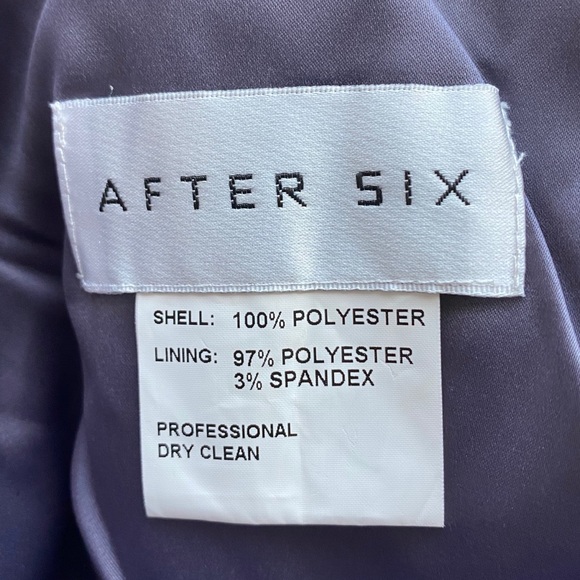 AFTER SIX
SHELL: 100% POLYESTER
LINING: 97% POLYESTER
3% SPANDEX
PROFESSIONAL
DRY CLEAN